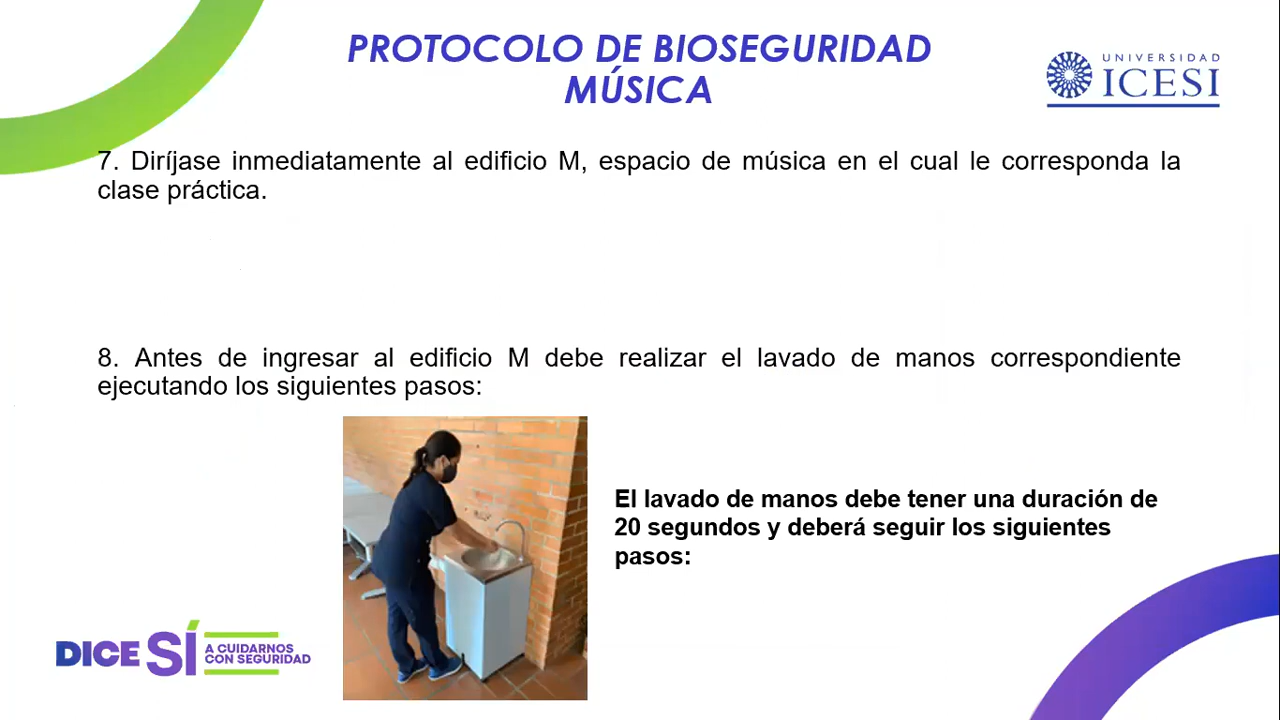 PROTOCOLO DE BIOSEGURIDAD
MÚSICA
UNIVERSIDAD
ICESI
7. Diríjase inmediatamente al edificio M, espacio de música en el cual le corresponda la
clase práctica.
8. Antes de ingresar al edificio M debe realizar el lavado de manos correspondiente
ejecutando los siguientes pasos:
El lavado de manos debe tener una duración de
20 segundos y deberá seguir los siguientes
pasos:
DICE SÍ A CUIDARNOS
CON SEGURIDAD